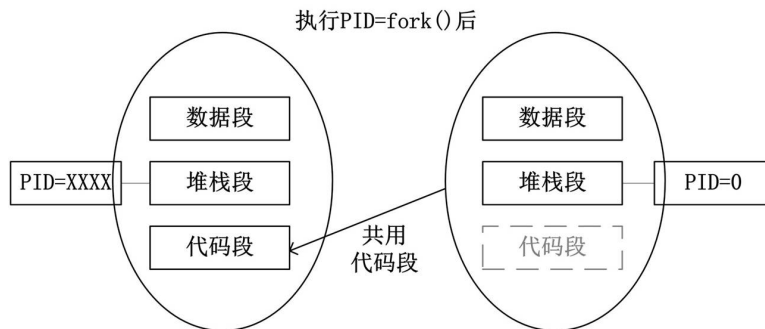 执行PID=fork()后
数据段
数据段
PID=XXXX
堆栈段
堆栈段
PID=0
代码段
共用
代码段
代码段